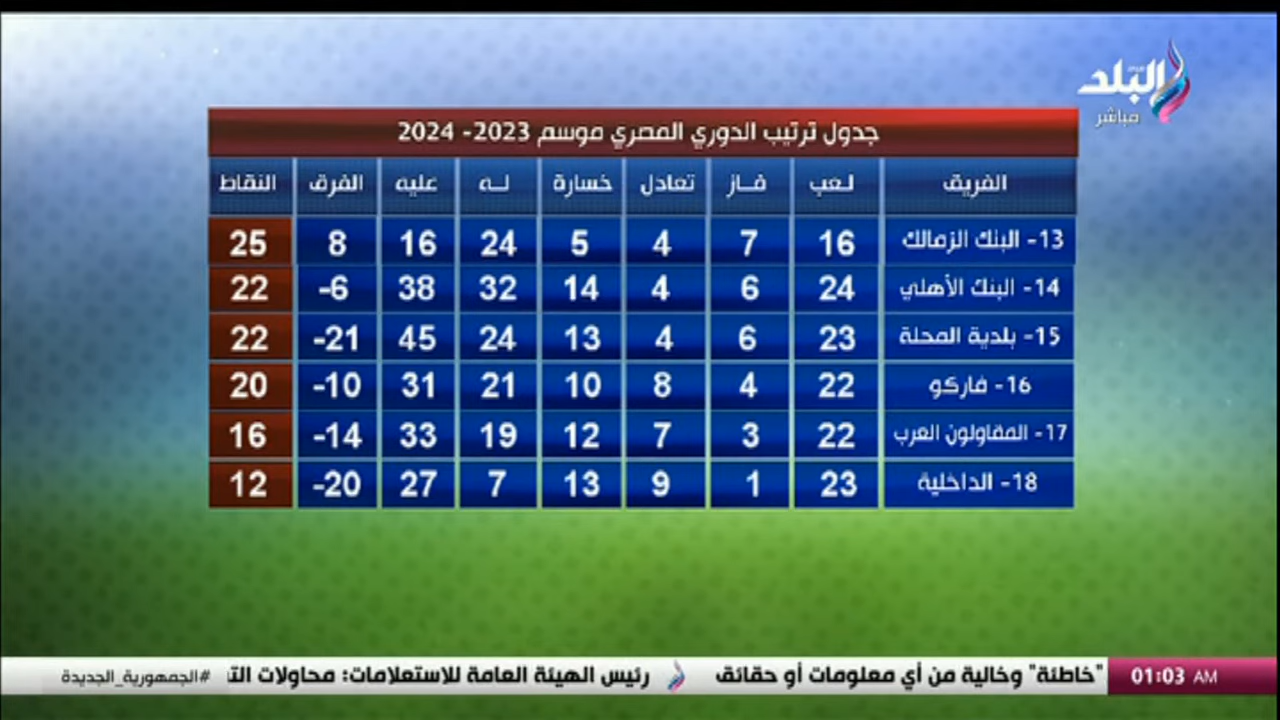 البلد
مباشر
جدول ترتيب الدوري المصري موسم 2023- 2024
الفريق لعب فـاز تعادل خسارة لـه عليه الفرق النقاط
13- البنك الزمالك 16 7 4 5 24 16 8 25
14- البنك الأهلي 24 6 4 14 32 38 -6 22
15- بلدية المحلة 23 6 4 13 24 45 -21 22
16- فاركو 22 4 8 10 21 31 -10 20
17- المقاولون العرب 22 3 7 12 19 33 -14 16
18- الداخلية 23 1 9 13 7 27 -20 12
01:03 AM "خاطئة" وخالية من أي معلومات أو حقائق رئيس الهيئة العامة للاستعلامات: محاولات الت #الجمهورية_الجديدة